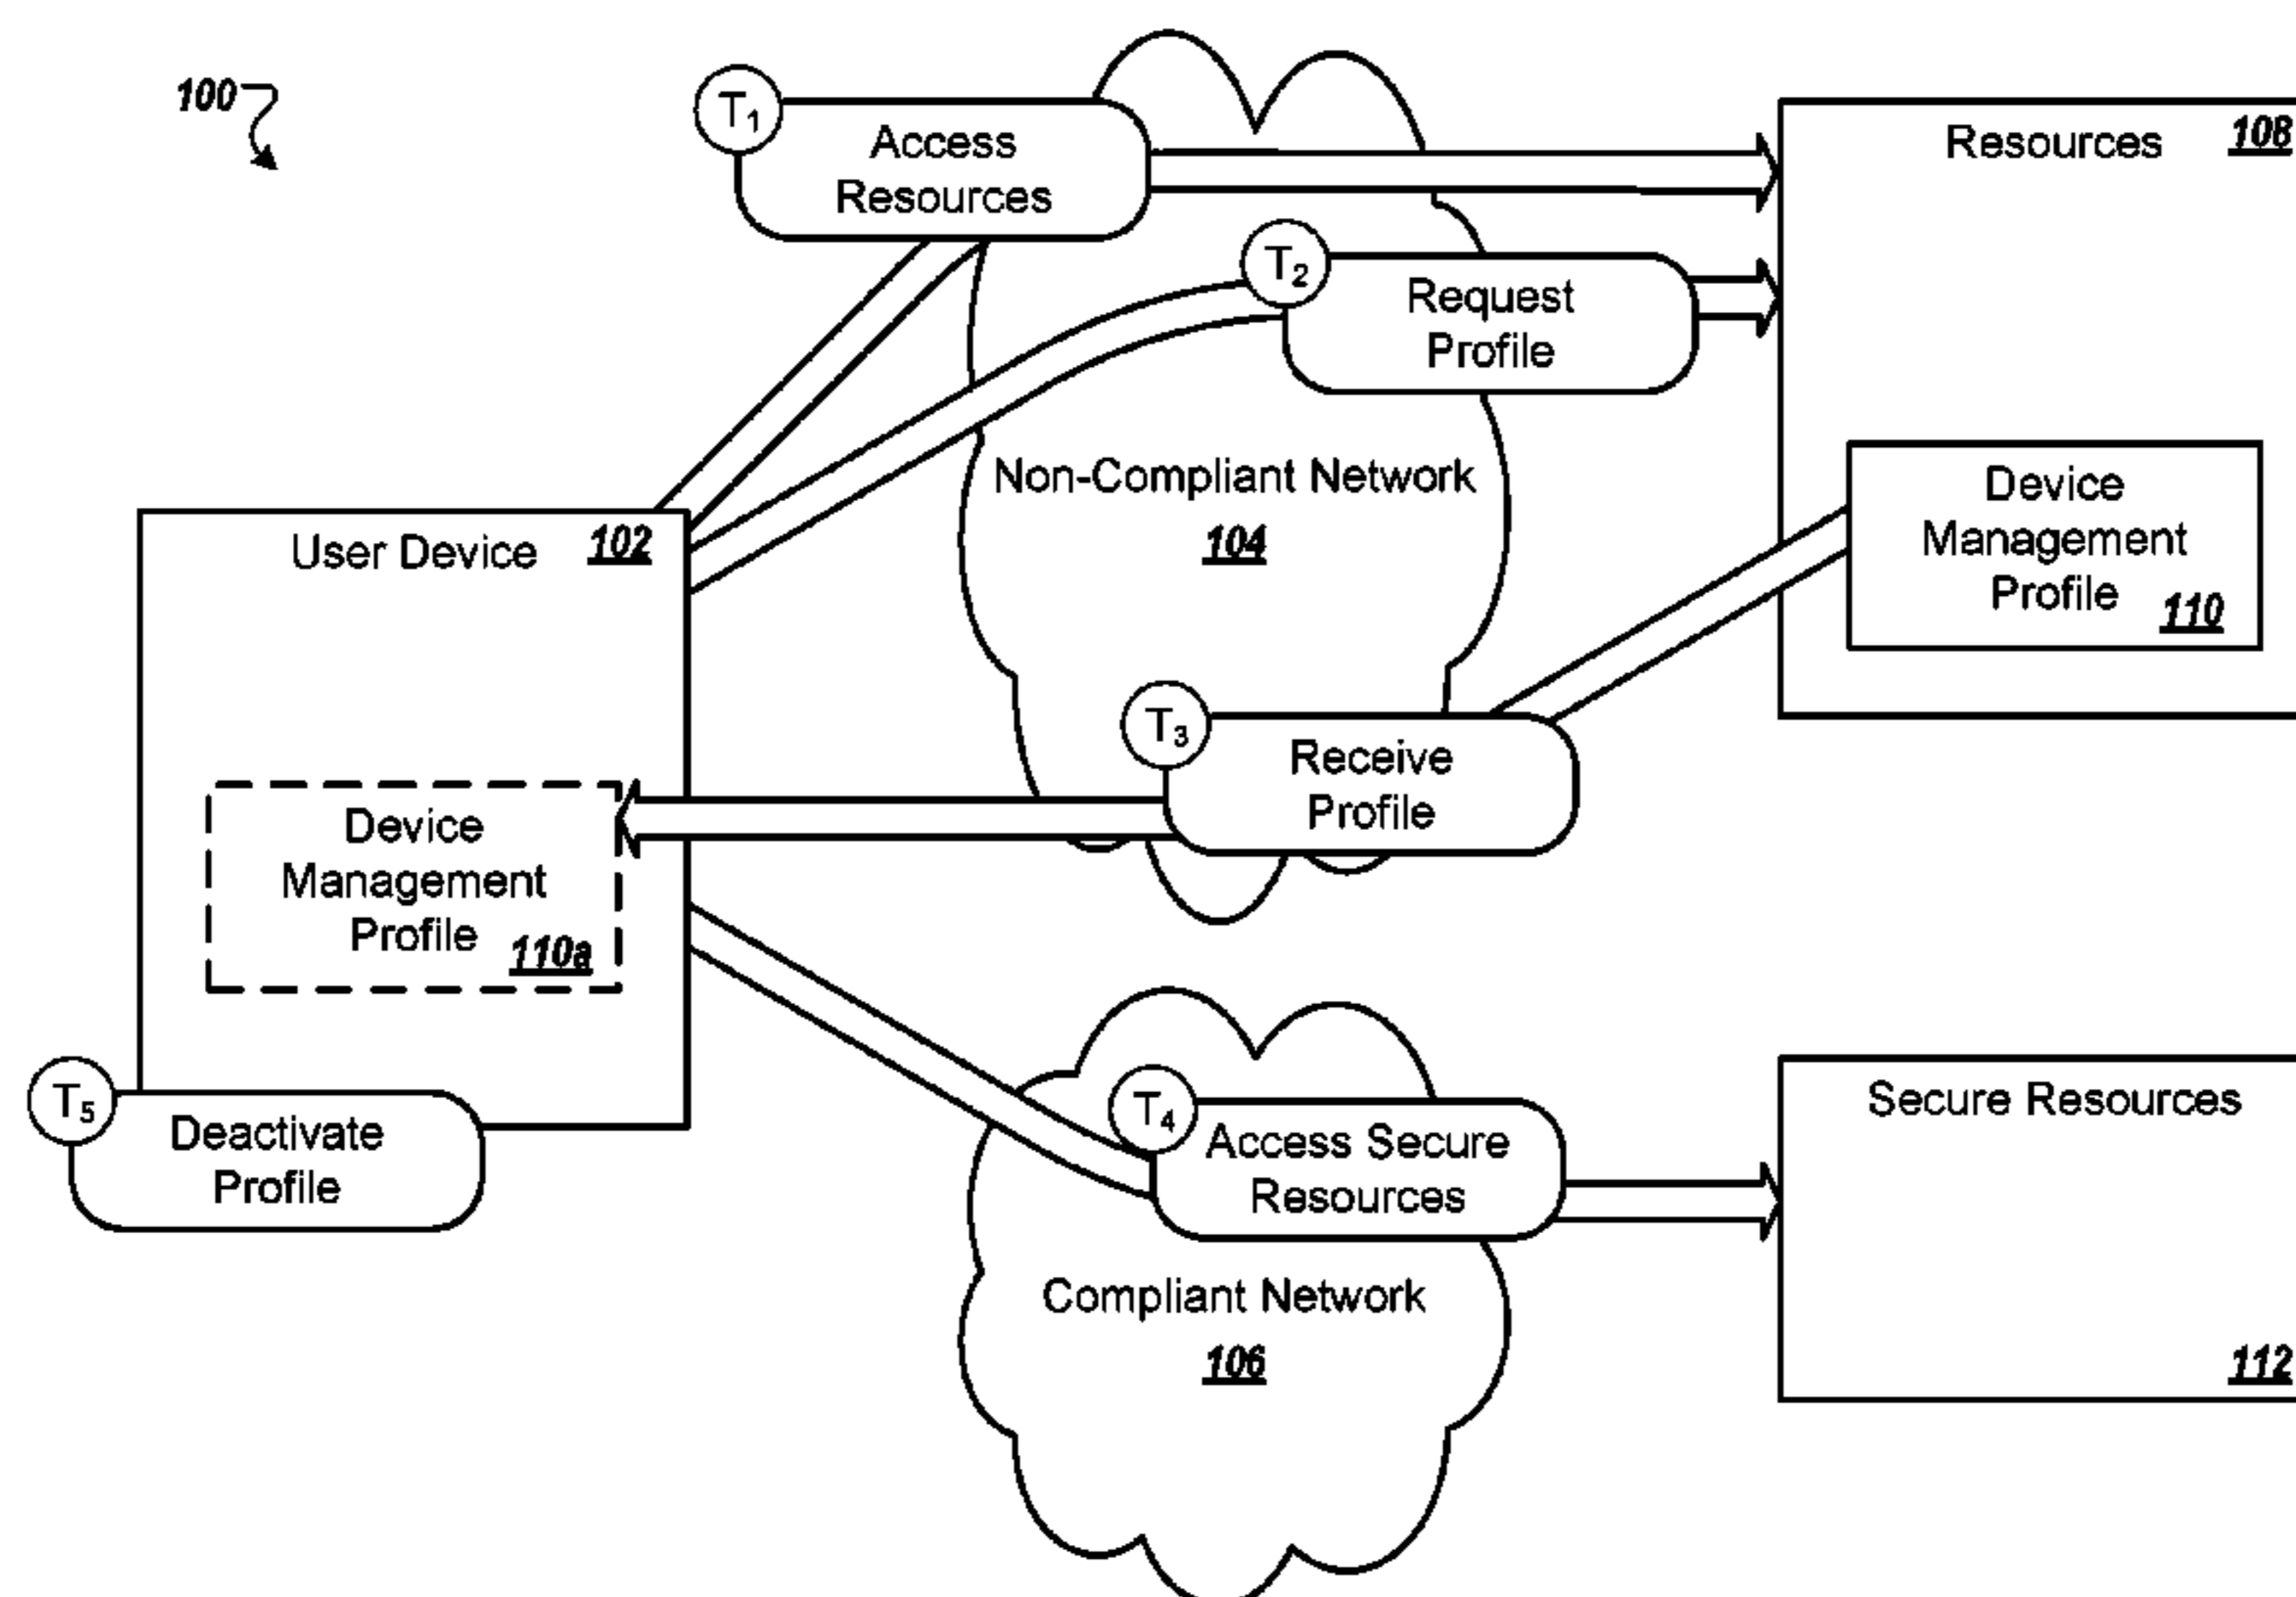 100
T1
Access
Resources
Resources 108
T2
Request
Profile
Non-Compliant Network
104
Device
Management
Profile 110
User Device 102
T3
Receive
Profile
Device
Management
Profile 110a
T4
Access Secure
Resources
Secure Resources
112
T5
Deactivate
Profile
Compliant Network
106